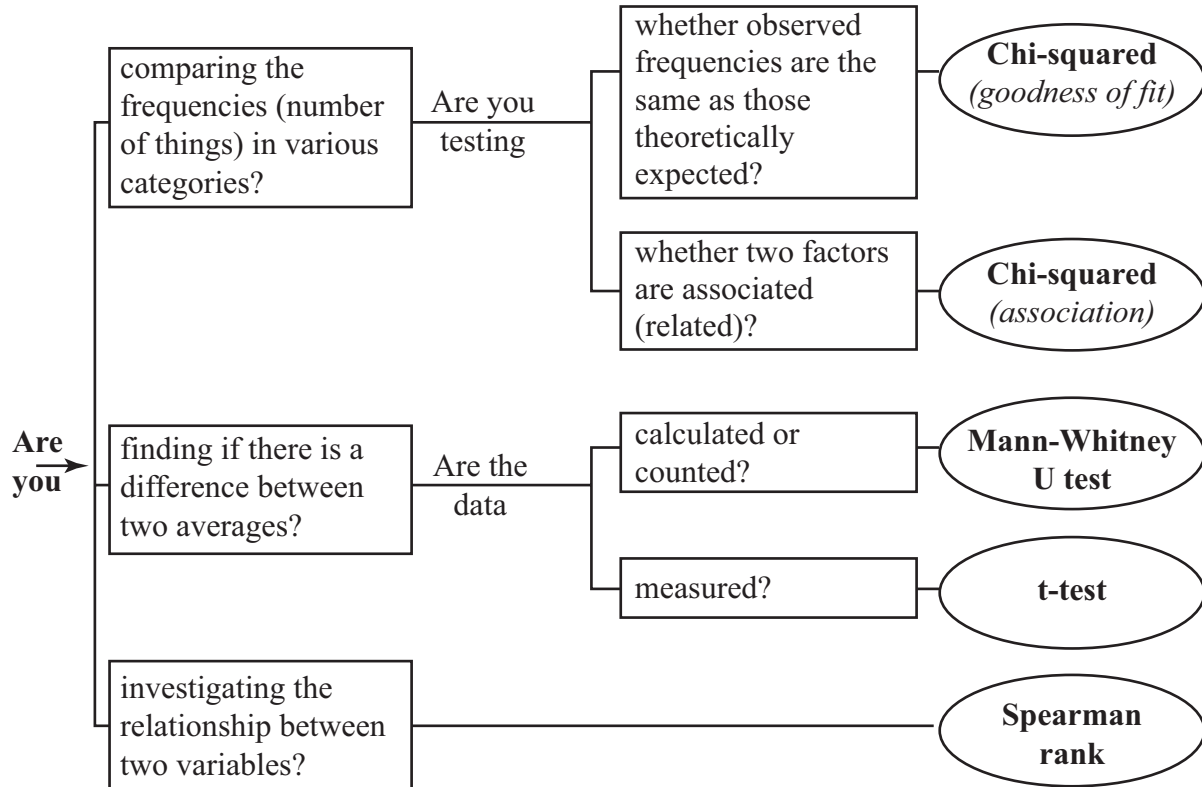 Are
you
comparing the
frequencies (number
of things) in various
categories?
Are you
testing
whether observed
frequencies are the
same as those
theoretically
expected?
Chi-squared
(goodness of fit)
whether two factors
are associated
(related)?
Chi-squared
(association)
finding if there is a
difference between
two averages?
Are the
data
calculated or
counted?
Mann-Whitney
U test
measured?
t-test
investigating the
relationship between
two variables?
Spearman
rank